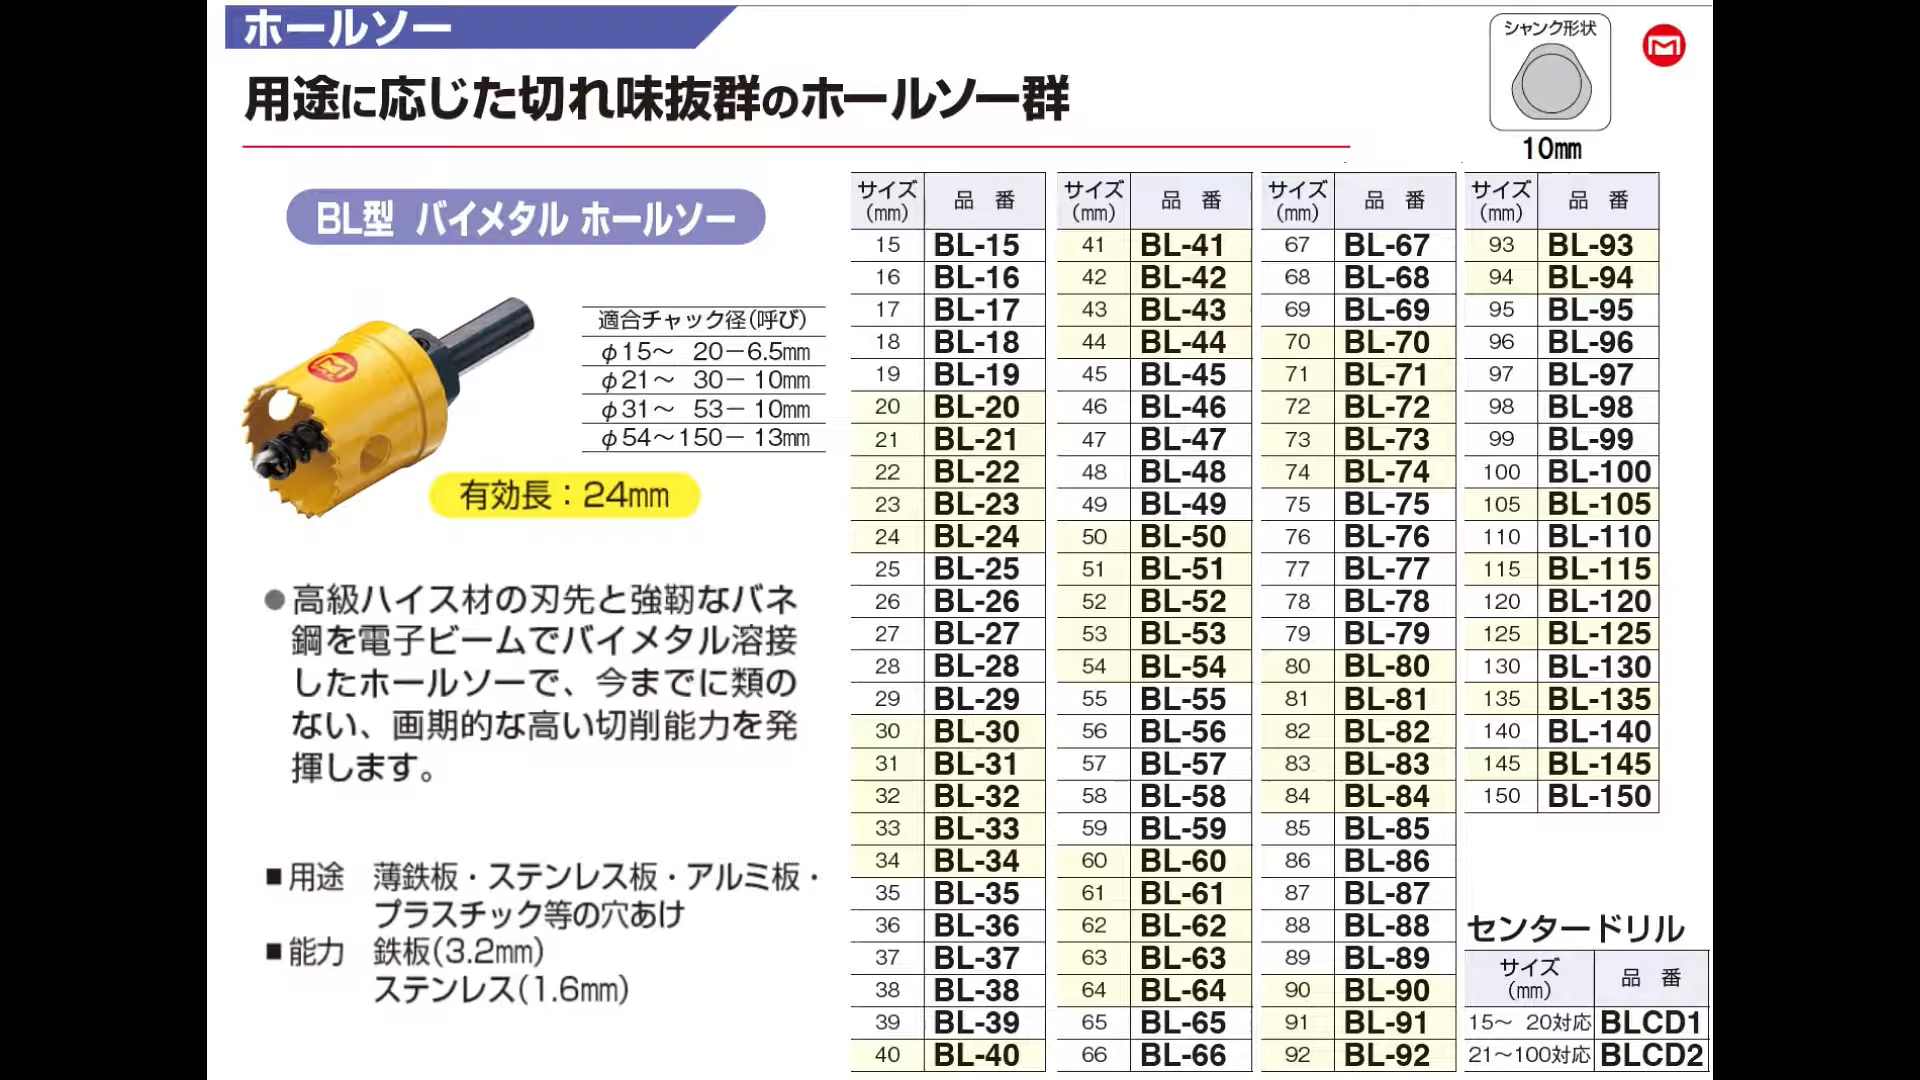 ホールソー
用途に応じた切れ味抜群のホールソー群
シャンク形状
10mm
BL型 バイメタル ホールソー
適合チャック径(呼び)
φ15～ 20－6.5mm
φ21～ 30－ 10mm
φ31～ 53－ 10mm
φ54～150－ 13mm
有効長：24mm
●高級ハイス材の刃先と強靭なバネ
鋼を電子ビームでバイメタル溶接
したホールソーで、今までに類の
ない、画期的な高い切削能力を発
揮します。
■用途 薄鉄板・ステンレス板・アルミ板・
プラスチック等の穴あけ
■能力 鉄板(3.2mm)
ステンレス(1.6mm)
サイズ(mm) 品番 サイズ(mm) 品番 サイズ(mm) 品番 サイズ(mm) 品番
15 BL-15 41 BL-41 67 BL-67 93 BL-93
16 BL-16 42 BL-42 68 BL-68 94 BL-94
17 BL-17 43 BL-43 69 BL-69 95 BL-95
18 BL-18 44 BL-44 70 BL-70 96 BL-96
19 BL-19 45 BL-45 71 BL-71 97 BL-97
20 BL-20 46 BL-46 72 BL-72 98 BL-98
21 BL-21 47 BL-47 73 BL-73 99 BL-99
22 BL-22 48 BL-48 74 BL-74 100 BL-100
23 BL-23 49 BL-49 75 BL-75 105 BL-105
24 BL-24 50 BL-50 76 BL-76 110 BL-110
25 BL-25 51 BL-51 77 BL-77 115 BL-115
26 BL-26 52 BL-52 78 BL-78 120 BL-120
27 BL-27 53 BL-53 79 BL-79 125 BL-125
28 BL-28 54 BL-54 80 BL-80 130 BL-130
29 BL-29 55 BL-55 81 BL-81 135 BL-135
30 BL-30 56 BL-56 82 BL-82 140 BL-140
31 BL-31 57 BL-57 83 BL-83 145 BL-145
32 BL-32 58 BL-58 84 BL-84 150 BL-150
33 BL-33 59 BL-59 85 BL-85
34 BL-34 60 BL-60 86 BL-86
35 BL-35 61 BL-61 87 BL-87
36 BL-36 62 BL-62 88 BL-88
37 BL-37 63 BL-63 89 BL-89
38 BL-38 64 BL-64 90 BL-90
39 BL-39 65 BL-65 91 BL-91
40 BL-40 66 BL-66 92 BL-92
センタードリル
サイズ(mm) 品番
15～ 20対応 BLCD1
21～100対応 BLCD2